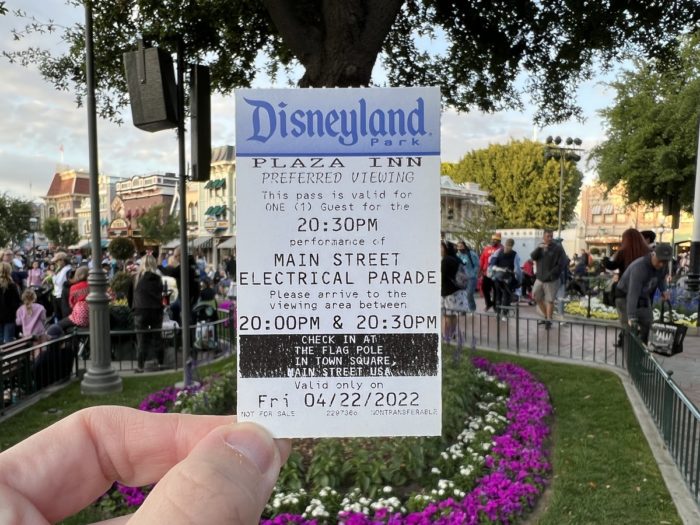 Disneyland
Park
PLAZA INN
PREFERRED VIEWING
This pass is valid for
ONE (1) Guest for the
20:30PM
performance of
MAIN STREET
ELECTRICAL PARADE
Please arrive to the
viewing area between
20:00PM & 20:30PM
CHECK IN AT
THE FLAG POLE
IN TOWN SQUARE,
MAIN STREET USA
Valid only on
Fri 04/22/2022
NOT FOR SALE 2297366 NONTRANSFERABLE